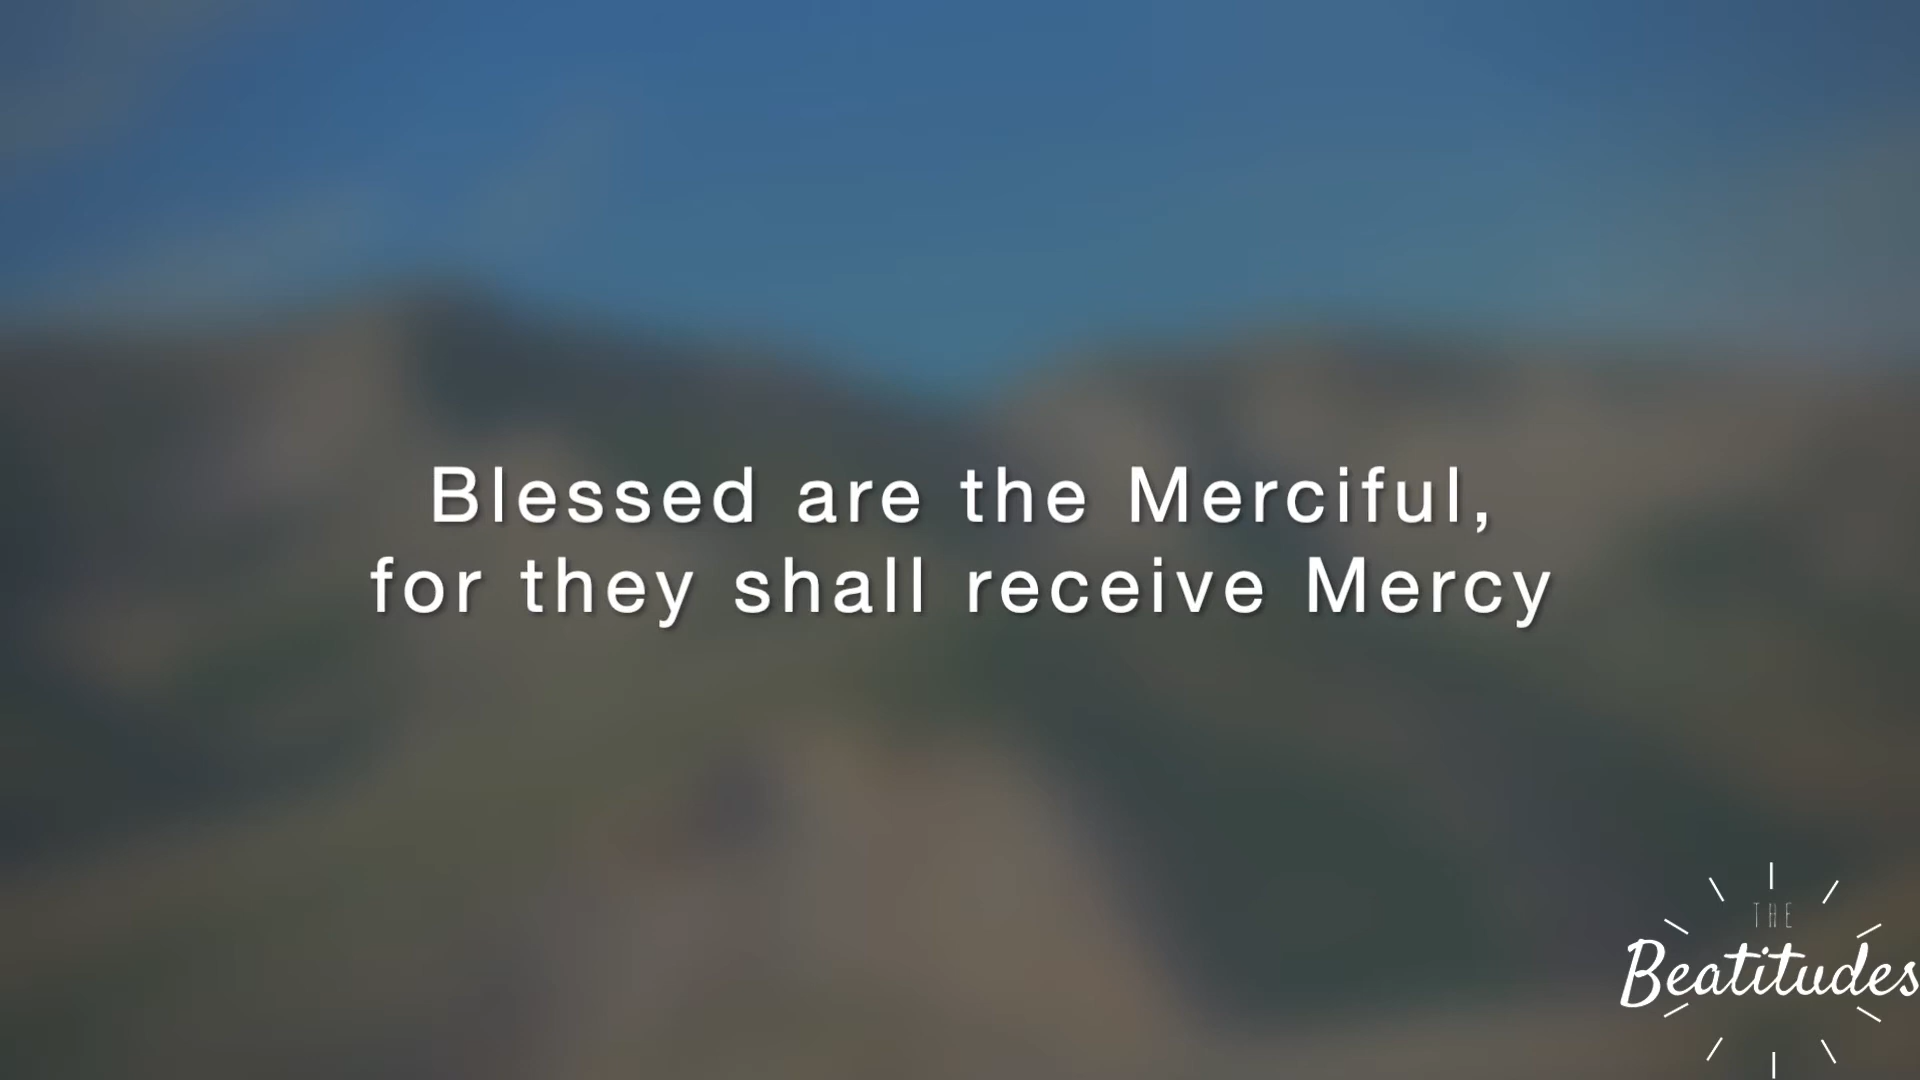 Blessed are the Merciful,
for they shall receive Mercy
THE
Beatitudes